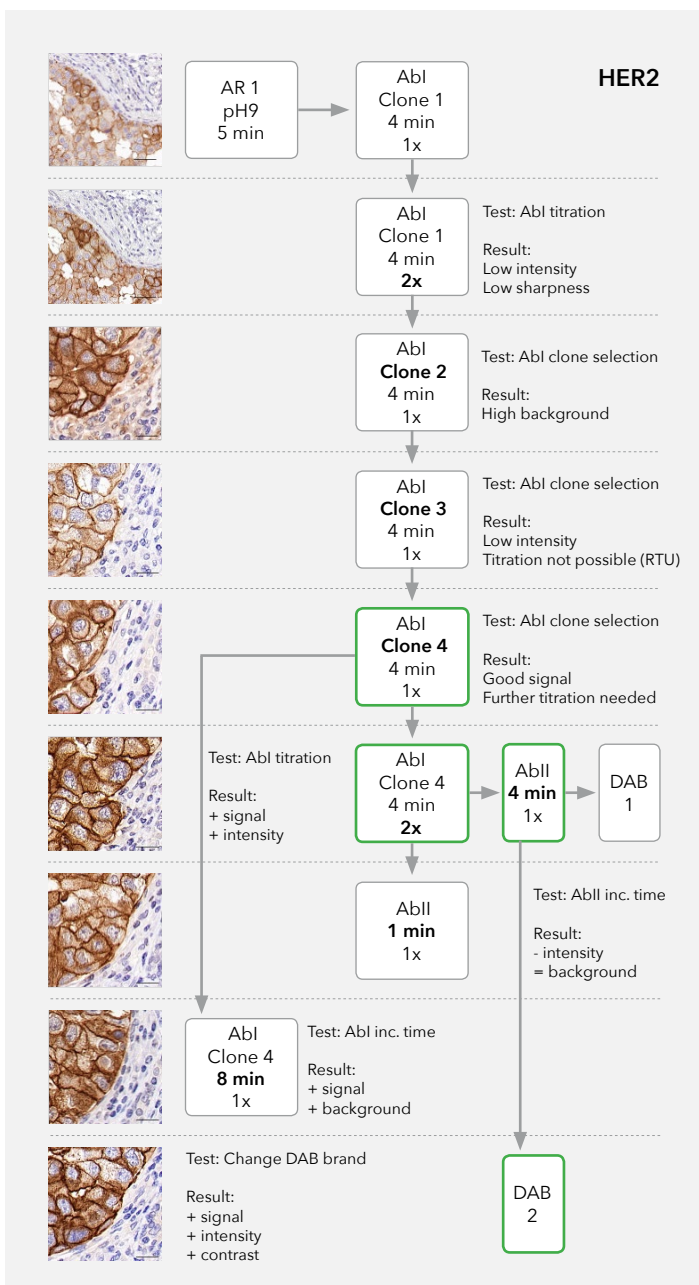 HER2
AR 1
pH9
5 min
AbI
Clone 1
4 min
1x
AbI
Clone 1
4 min
2x
Test: AbI titration
Result:
Low intensity
Low sharpness
AbI
Clone 2
4 min
1x
Test: AbI clone selection
Result:
High background
AbI
Clone 3
4 min
1x
Test: AbI clone selection
Result:
Low intensity
Titration not possible (RTU)
AbI
Clone 4
4 min
1x
Test: AbI clone selection
Result:
Good signal
Further titration needed
Test: AbI titration
Result:
+ signal
+ intensity
AbI
Clone 4
4 min
2x
AbII
4 min
1x
DAB
1
AbII
1 min
1x
Test: AbII inc. time
Result:
- intensity
= background
AbI
Clone 4
8 min
1x
Test: AbI inc. time
Result:
+ signal
+ background
Test: Change DAB brand
Result:
+ signal
+ intensity
+ contrast
DAB
2